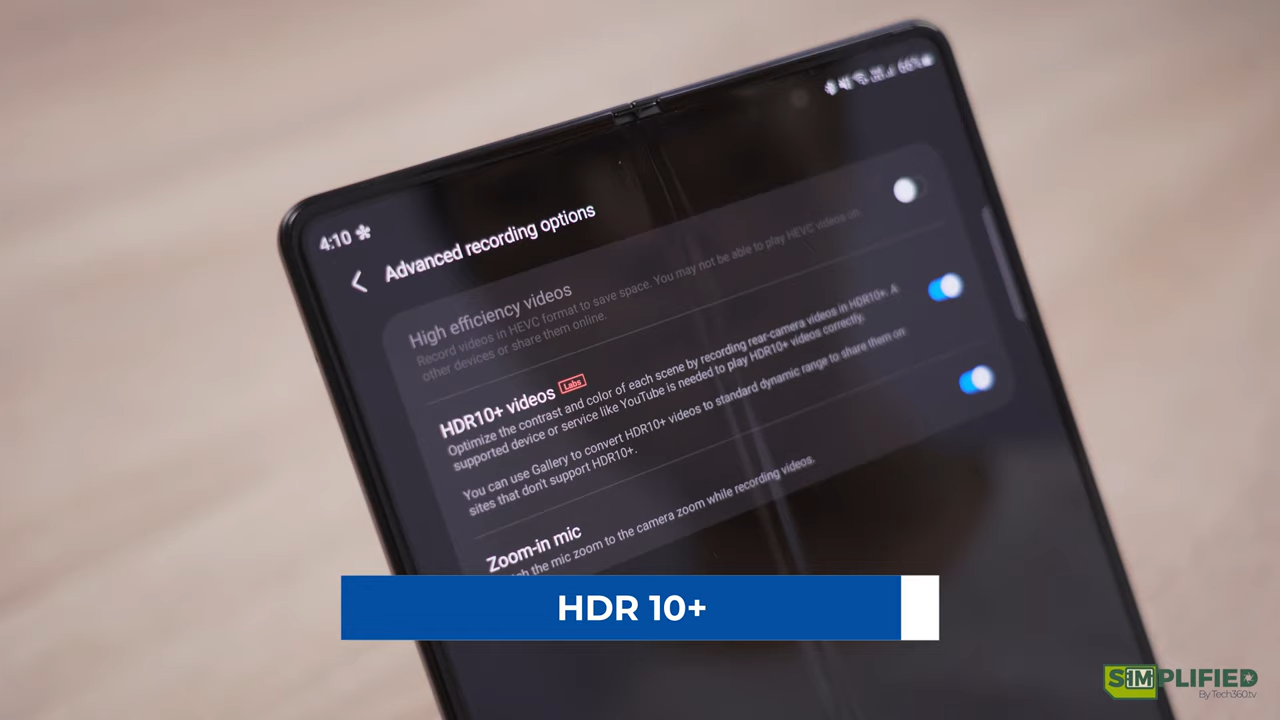 4:10
66%
Advanced recording options
High efficiency videos
Record videos in HEVC format to save space. You may not be able to play HEVC videos on
other devices or share them online.
HDR10+ videos Labs
Optimize the contrast and color of each scene by recording rear-camera videos in HDR10+. A
supported device or service like YouTube is needed to play HDR10+ videos correctly.
You can use Gallery to convert HDR10+ videos to standard dynamic range to share them on
sites that don't support HDR10+.
Zoom-in mic
the mic zoom to the camera zoom while recording videos.
HDR 10+
SIMPLIFIED
By Tech360.tv